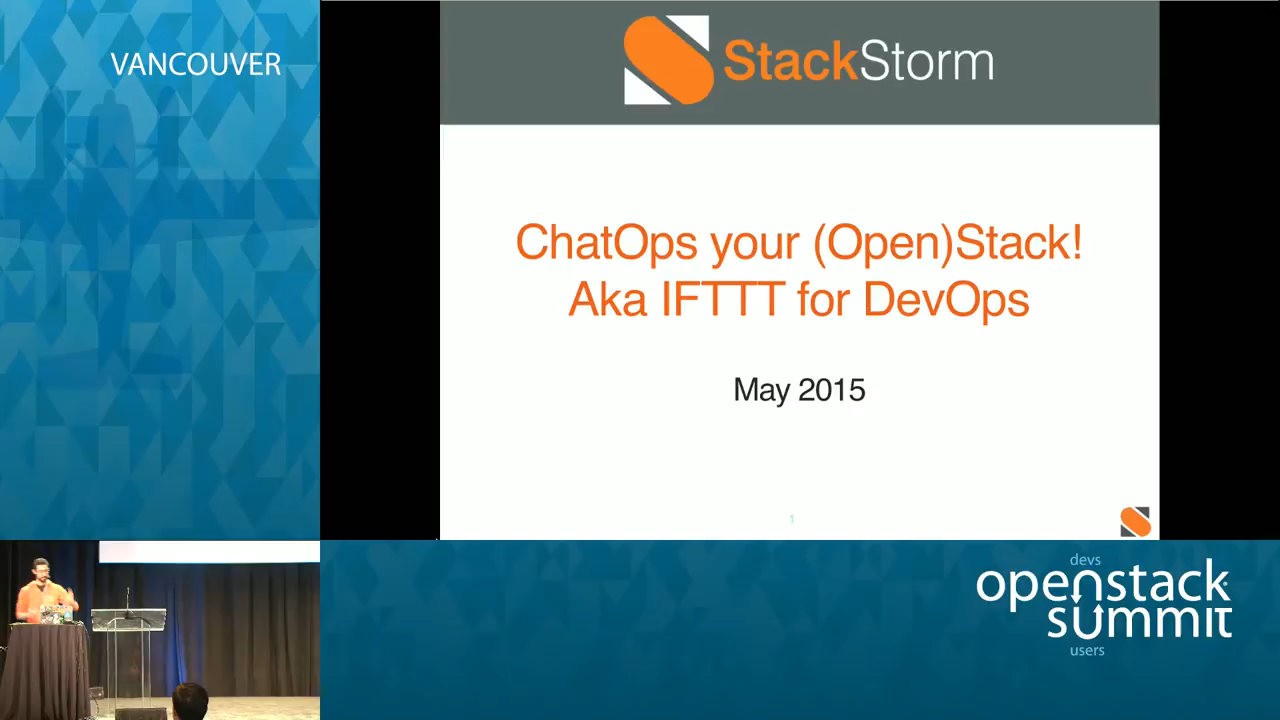 VANCOUVER
StackStorm
ChatOps your (Open)Stack!
Aka IFTTT for DevOps
May 2015
1
devs
openstack
summit
users